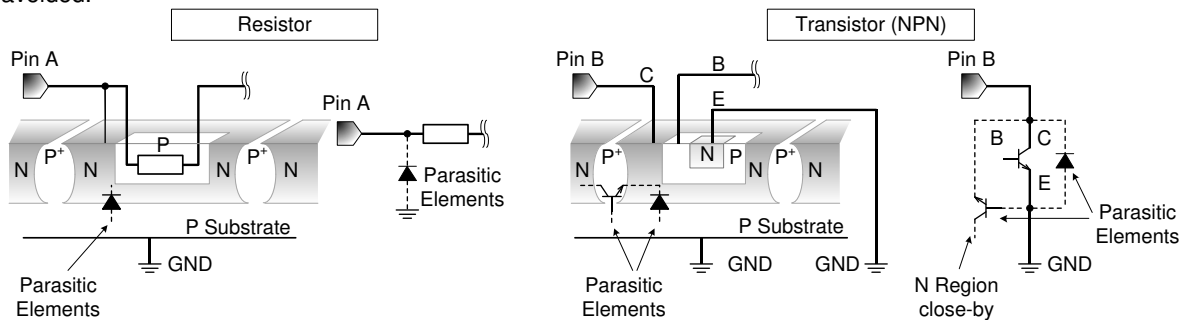 avoided.
Resistor
Transistor (NPN)
Pin A
Pin A
P
N P+ N N P+ N
Parasitic
Elements
P Substrate
GND
Parasitic
Elements
Pin B
C
B
E
N P+ N N P N P+ N
P Substrate
GND
GND
Parasitic
Elements
Pin B
B
C
E
Parasitic
Elements
GND
N Region
close-by